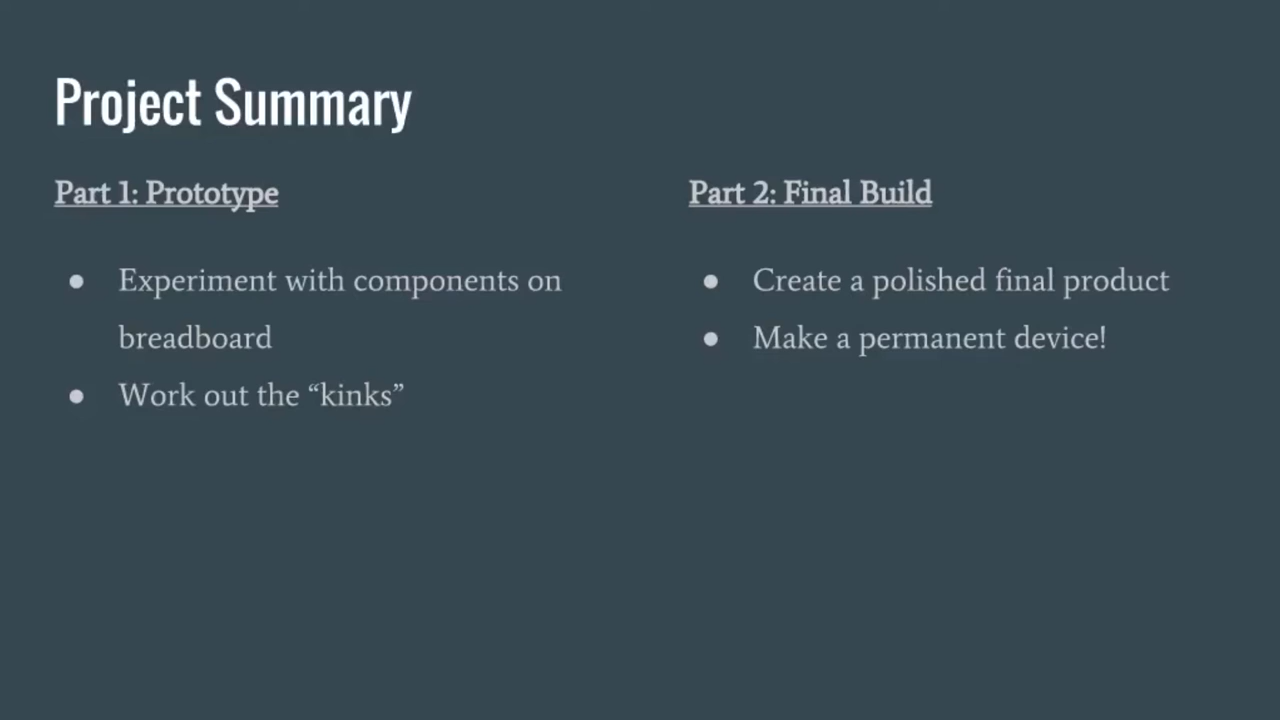 Project Summary
Part 1: Prototype
● Experiment with components on
breadboard
● Work out the “kinks”
Part 2: Final Build
● Create a polished final product
● Make a permanent device!